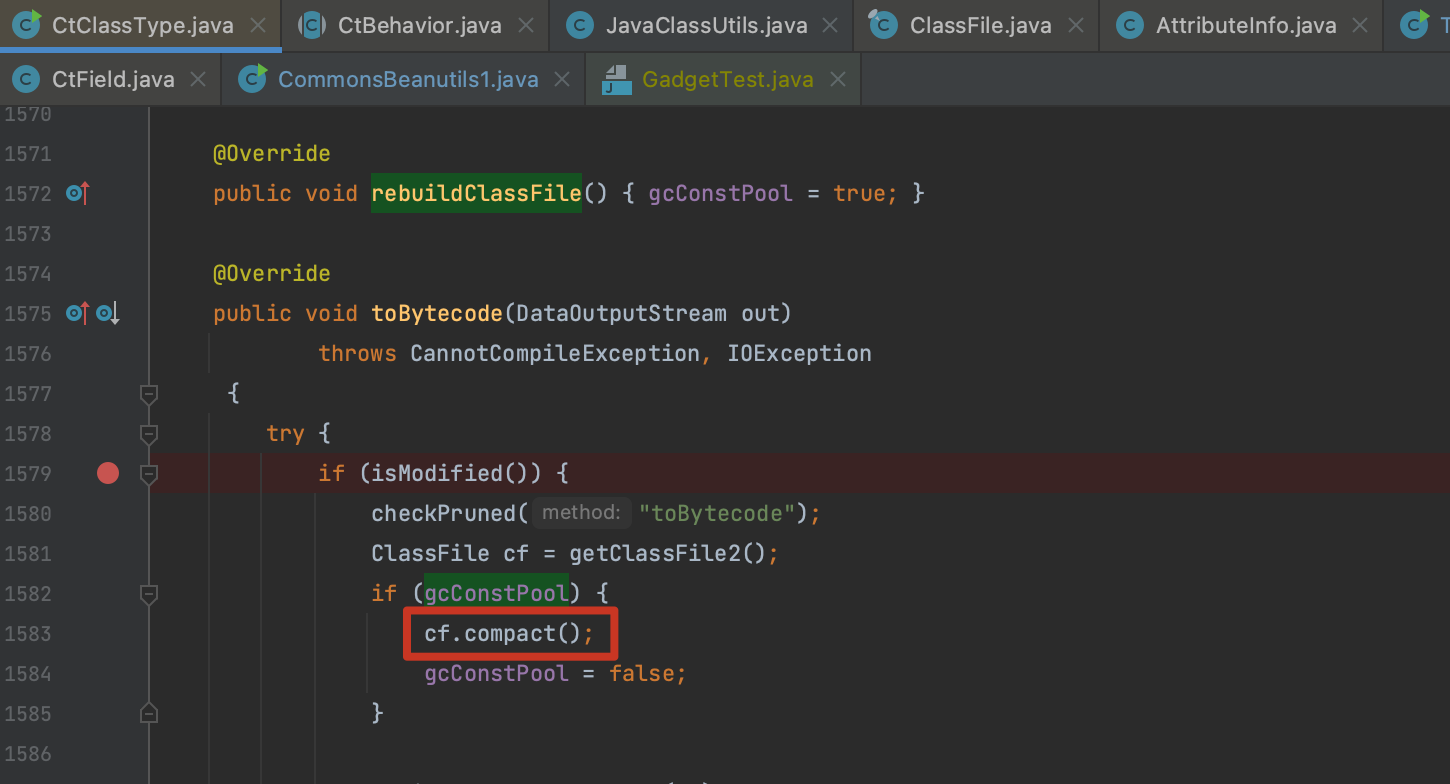 CtClassType.java CtBehavior.java JavaClassUtils.java ClassFile.java AttributeInfo.java
CtField.java CommonsBeanutils1.java GadgetTest.java
1570
1571 @Override
1572 public void rebuildClassFile() { gcConstPool = true; }
1573
1574 @Override
1575 public void toBytecode(DataOutputStream out)
1576 throws CannotCompileException, IOException
1577 {
1578 try {
1579 if (isModified()) {
1580 checkPruned( method: "toBytecode");
1581 ClassFile cf = getClassFile2();
1582 if (gcConstPool) {
1583 cf.compact();
1584 gcConstPool = false;
1585 }
1586